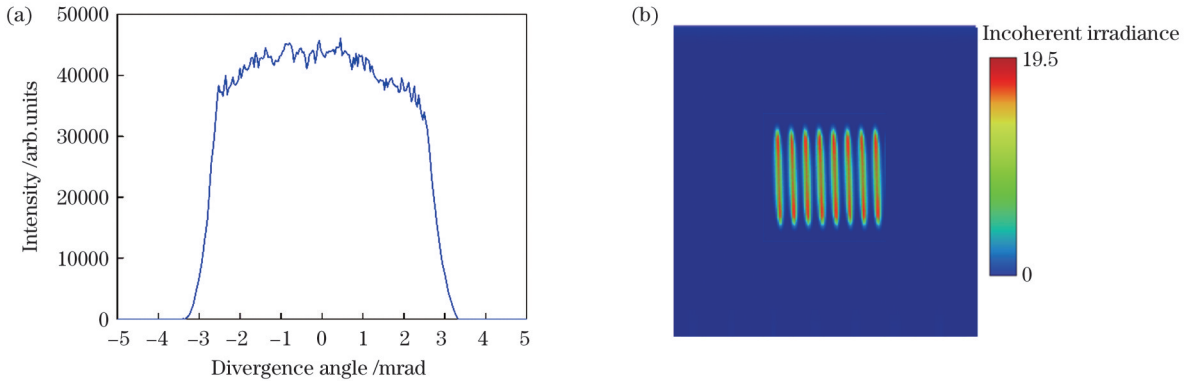 (a)
50000
40000
30000
20000
10000
0
Intensity /arb.units
−5 −4 −3 −2 −1 0 1 2 3 4 5
Divergence angle /mrad
(b)
Incoherent irradiance
19.5
0